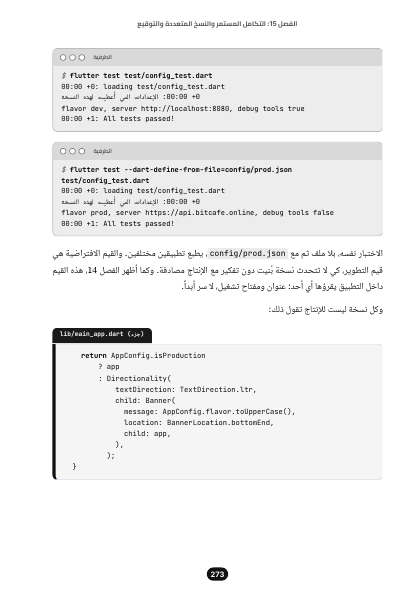 الفصل 15: التكامل المستمر والنسخ المتعددة والتوقيع
الطرفية
$ flutter test test/config_test.dart
00:00 +0: loading test/config_test.dart
00:00 +0: الإعدادات التي أعطيت لهذه النسخة
flavor dev, server http://localhost:8080, debug tools true
00:00 +1: All tests passed!
الطرفية
$ flutter test --dart-define-from-file=config/prod.json
test/config_test.dart
00:00 +0: loading test/config_test.dart
00:00 +0: الإعدادات التي أعطيت لهذه النسخة
flavor prod, server https://api.bitcafe.online, debug tools false
00:00 +1: All tests passed!
الاختبار نفسه، بلا ملف ثم مع config/prod.json، يطبع تطبيقين مختلفين. والقيم الافتراضية هي
قيم التطوير، كي لا تتحدث نسخة بُنيت دون تفكير مع الإنتاج مصادفة. وكما أظهر الفصل 14، هذه القيم
داخل التطبيق يقرؤها أي أحد: عنوان ومفتاح تشغيل، لا سر أبداً.
وكل نسخة ليست للإنتاج تقول ذلك:
lib/main_app.dart (جزء)
return AppConfig.isProduction
? app
: Directionality(
textDirection: TextDirection.ltr,
child: Banner(
message: AppConfig.flavor.toUpperCase(),
location: BannerLocation.bottomEnd,
child: app,
),
);
}
273